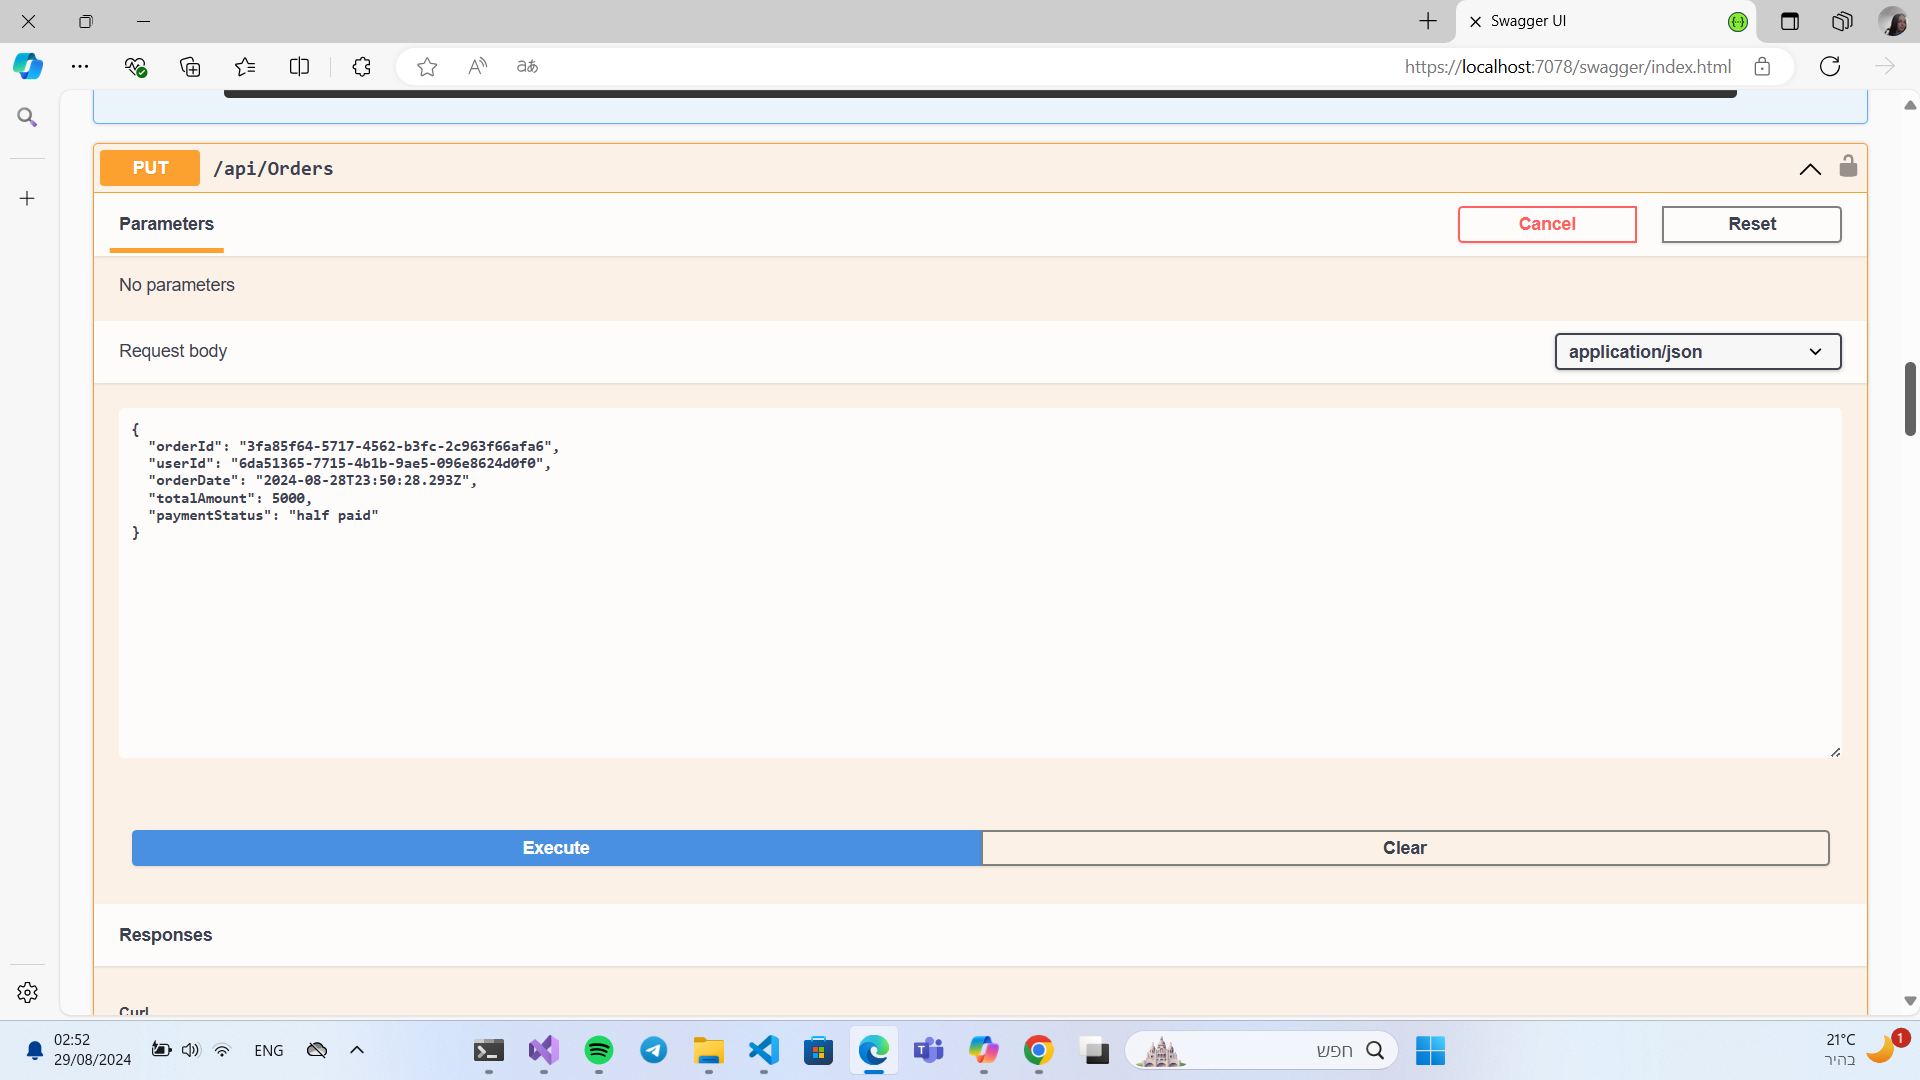 Swagger UI
https://localhost:7078/swagger/index.html
PUT /api/Orders
Parameters
Cancel
Reset
No parameters
Request body
application/json
{
"orderId": "3fa85f64-5717-4562-b3fc-2c963f66afa6",
"userId": "6da51365-7715-4b1b-9ae5-096e8624d0f0",
"orderDate": "2024-08-28T23:50:28.293Z",
"totalAmount": 5000,
"paymentStatus": "half paid"
}
Execute
Clear
Responses
Curl
02:52
29/08/2024
ENG
חפש
21°C
בהיר
1